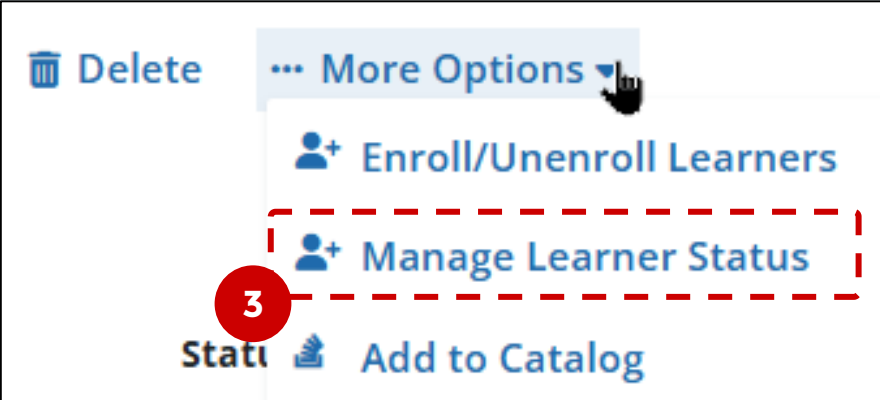 Delete ... More Options
Enroll/Unenroll Learners
Manage Learner Status
3
Add to Catalog